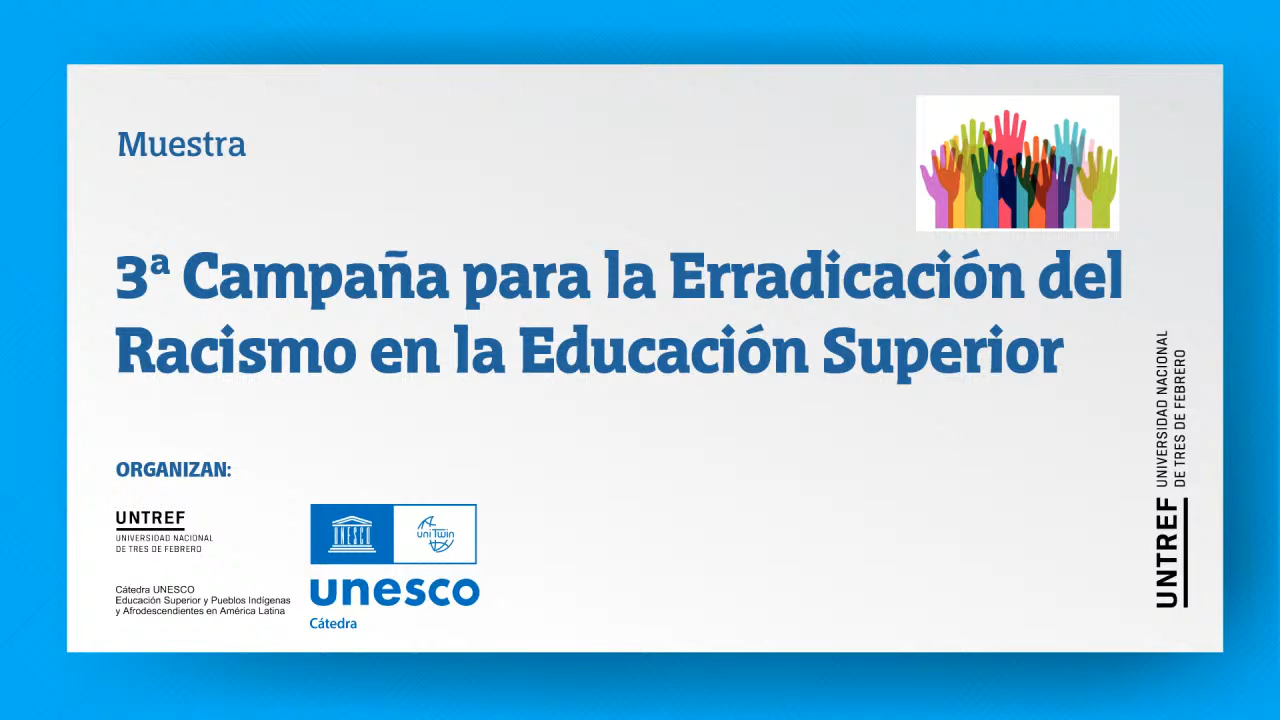 Muestra
3ª Campaña para la Erradicación del
Racismo en la Educación Superior
ORGANIZAN:
UNTREF
UNIVERSIDAD NACIONAL
DE TRES DE FEBRERO
Cátedra UNESCO
Educación Superior y Pueblos Indígenas
y Afrodescendientes en América Latina
UNESCO
uniTwin
unesco
Cátedra
UNTREF
UNIVERSIDAD NACIONAL
DE TRES DE FEBRERO